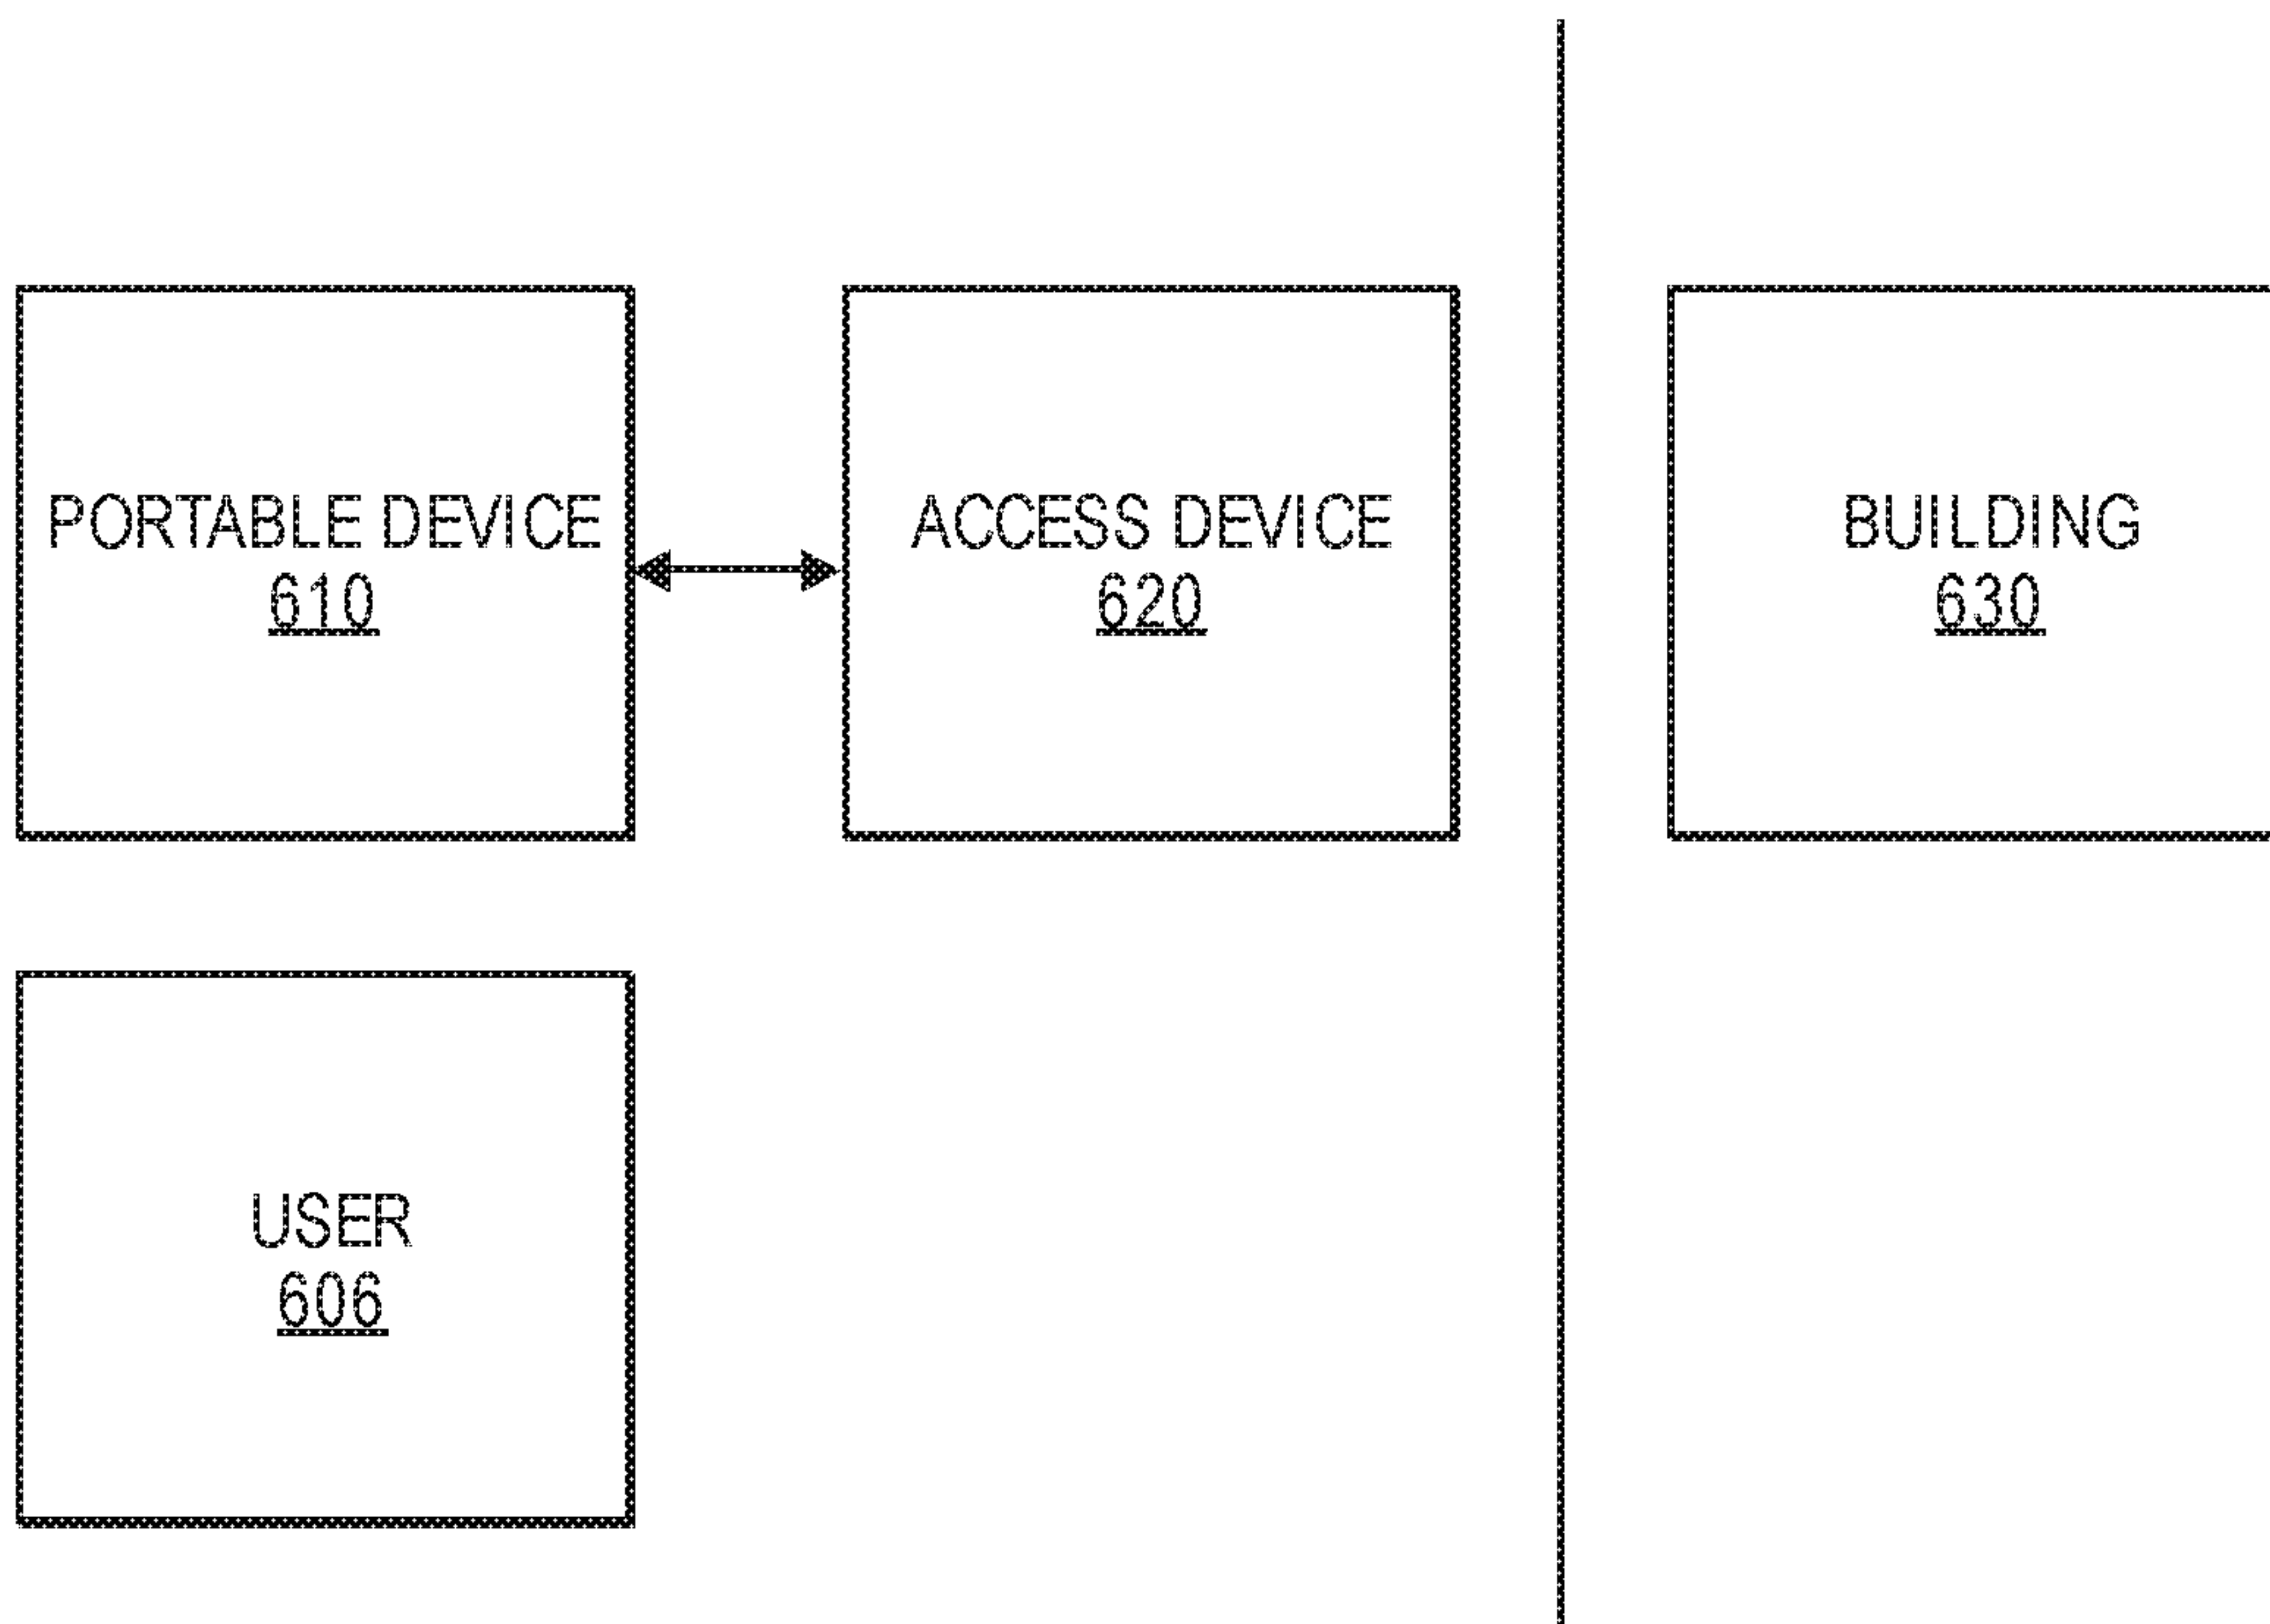 PORTABLE DEVICE
610
ACCESS DEVICE
620
BUILDING
630
USER
606